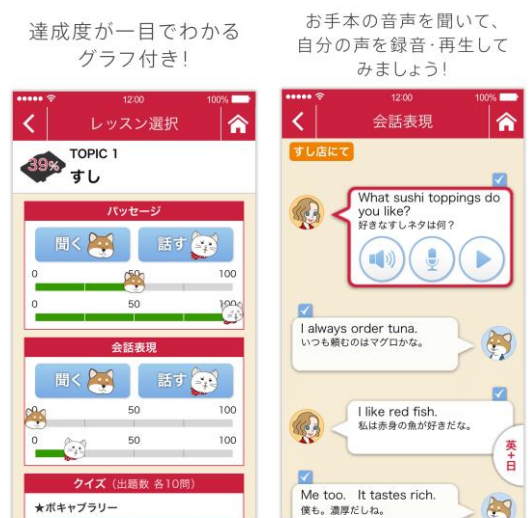 達成度が一目でわかる
グラフ付き!
12:00
100%
レッスン選択
39%
TOPIC 1
すし
パッセージ
聞く
話す
0
50
100
0
50
100
会話表現
聞く
話す
0
50
100
0
50
100
クイズ(出題数 各10問)
★ボキャブラリー
お手本の音声を聞いて、
自分の声を録音・再生して
みましょう!
12:00
100%
会話表現
すし店にて
What sushi toppings do
you like?
好きなすしネタは何?
I always order tuna.
いつも頼むのはマグロかな。
I like red fish.
私は赤身の魚が好きだな。
英+日
Me too. It tastes rich.
僕も。濃厚だしね。